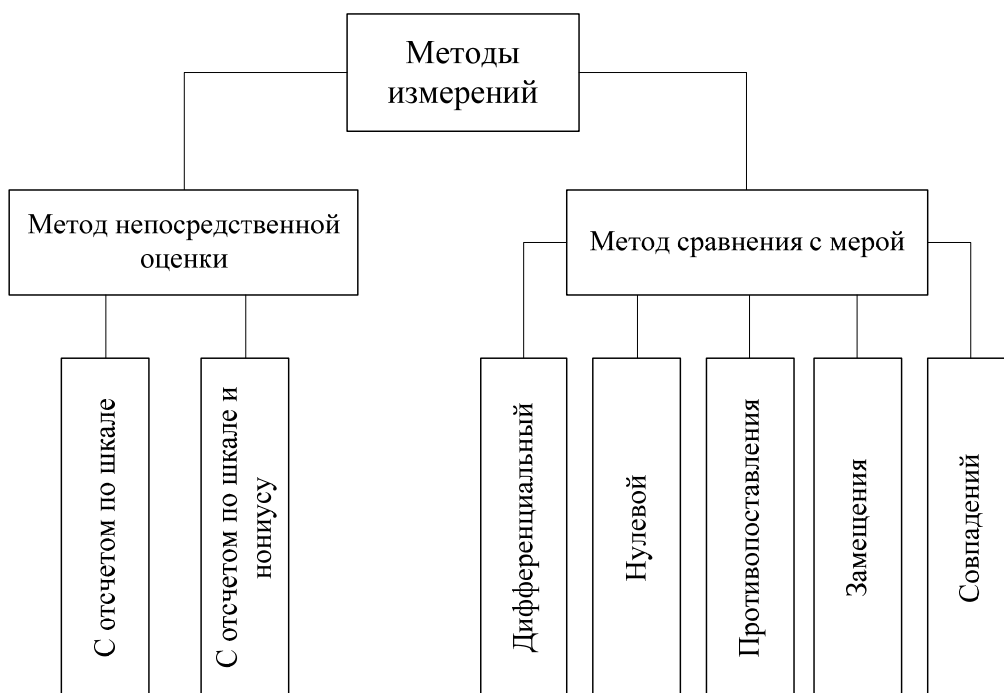 Методы
измерений
Метод непосредственной
оценки
Метод сравнения с мерой
С отсчетом по шкале
С отсчетом по шкале и
нониусу
Дифференциальный
Нулевой
Противопоставления
Замещения
Совпадений